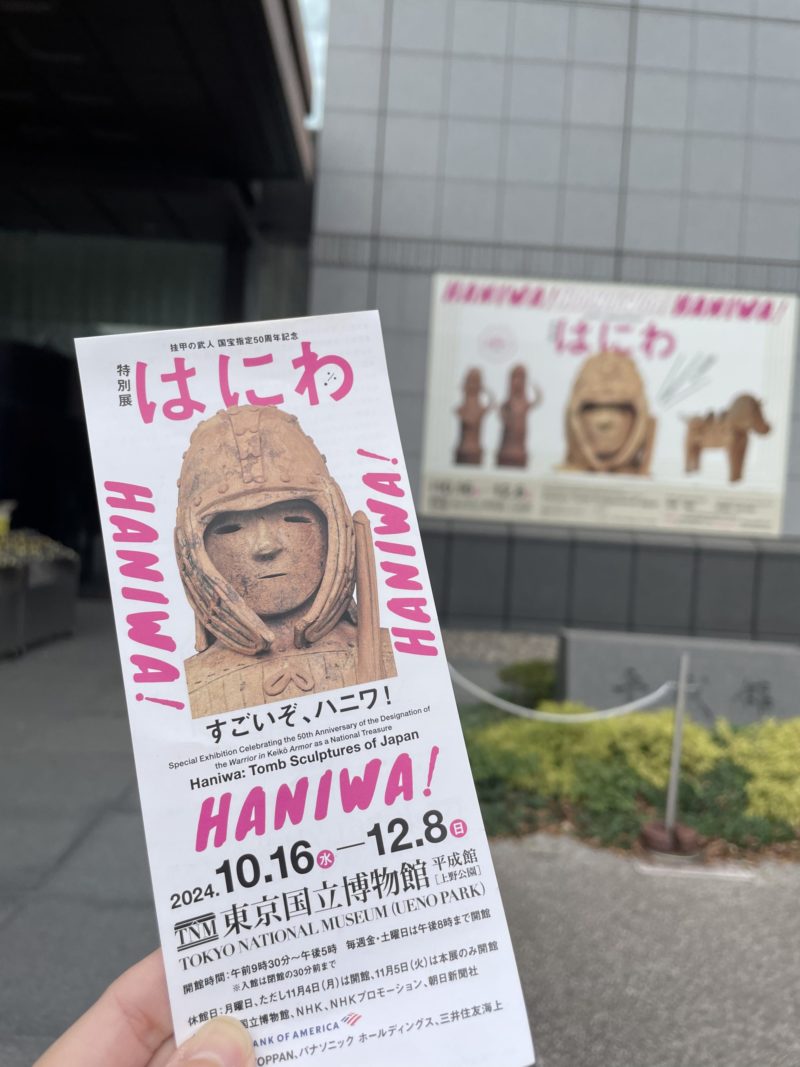 挂甲の武人 国宝指定50周年記念
特別展
はにわ
HANIWA!
HANIWA!
すごいぞ、ハニワ!
Special Exhibition Celebrating the 50th Anniversary of the Designation of
the Warrior in Keikō Armor as a National Treasure
Haniwa: Tomb Sculptures of Japan
HANIWA!
2024.10.16水—12.8日
TNM 東京国立博物館 平成館
[上野公園]
TOKYO NATIONAL MUSEUM (UENO PARK)
開館時間:午前9時30分~午後5時 毎週金・土曜日は午後8時まで開館
※入館は閉館の30分前まで
休館日:月曜日、ただし11月4日(月)は開館、11月5日(火)は本展のみ開館
国立博物館、NHK、NHKプロモーション、朝日新聞社
BANK OF AMERICA
TOPPAN、パナソニック ホールディングス、三井住友海上
HANIWA!
HANIWA!
はにわ